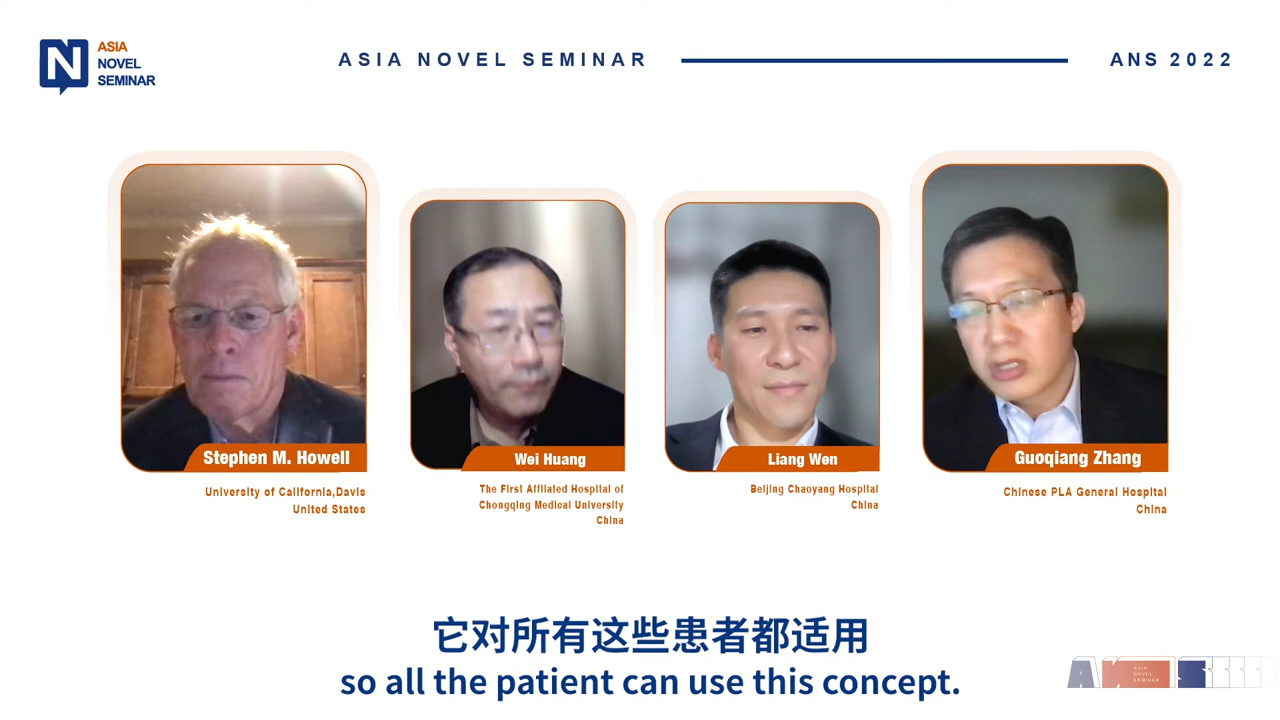 ASIA
NOVEL
SEMINAR
ASIA NOVEL SEMINAR
ANS 2022
Stephen M. Howell
University of California,Davis
United States
Wei Huang
The First Affiliated Hospital of
Chongqing Medical University
China
Liang Wen
Beijing Chaoyang Hospital
China
Guoqiang Zhang
Chinese PLA General Hospital
China
它对所有这些患者都适用
so all the patient can use this concept.
ASIA
NOVEL
SEMINAR